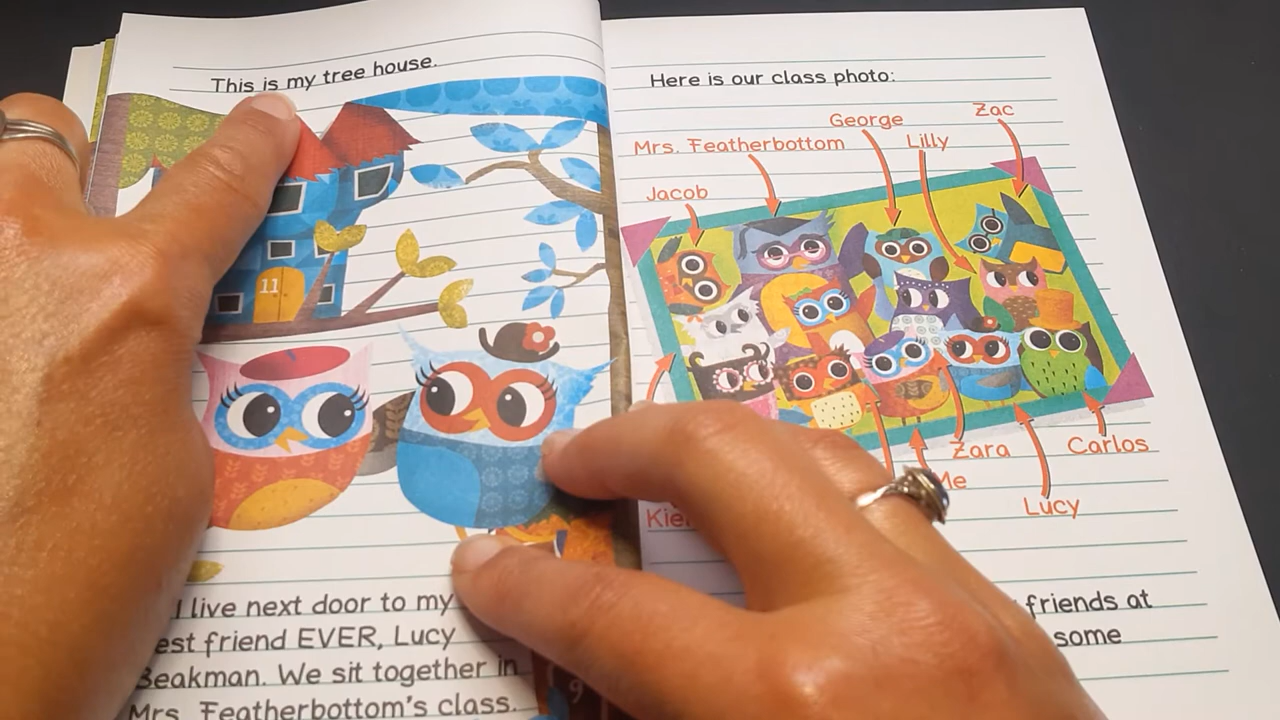 This is my tree house.
11
I live next door to my
est friend EVER, Lucy
Beakman. We sit together in
Mrs. Featherbottom's class.
9
Here is our class photo:
Zac
George
Mrs. Featherbottom
Lilly
Jacob
Zara
Carlos
Me
Lucy
friends at
some